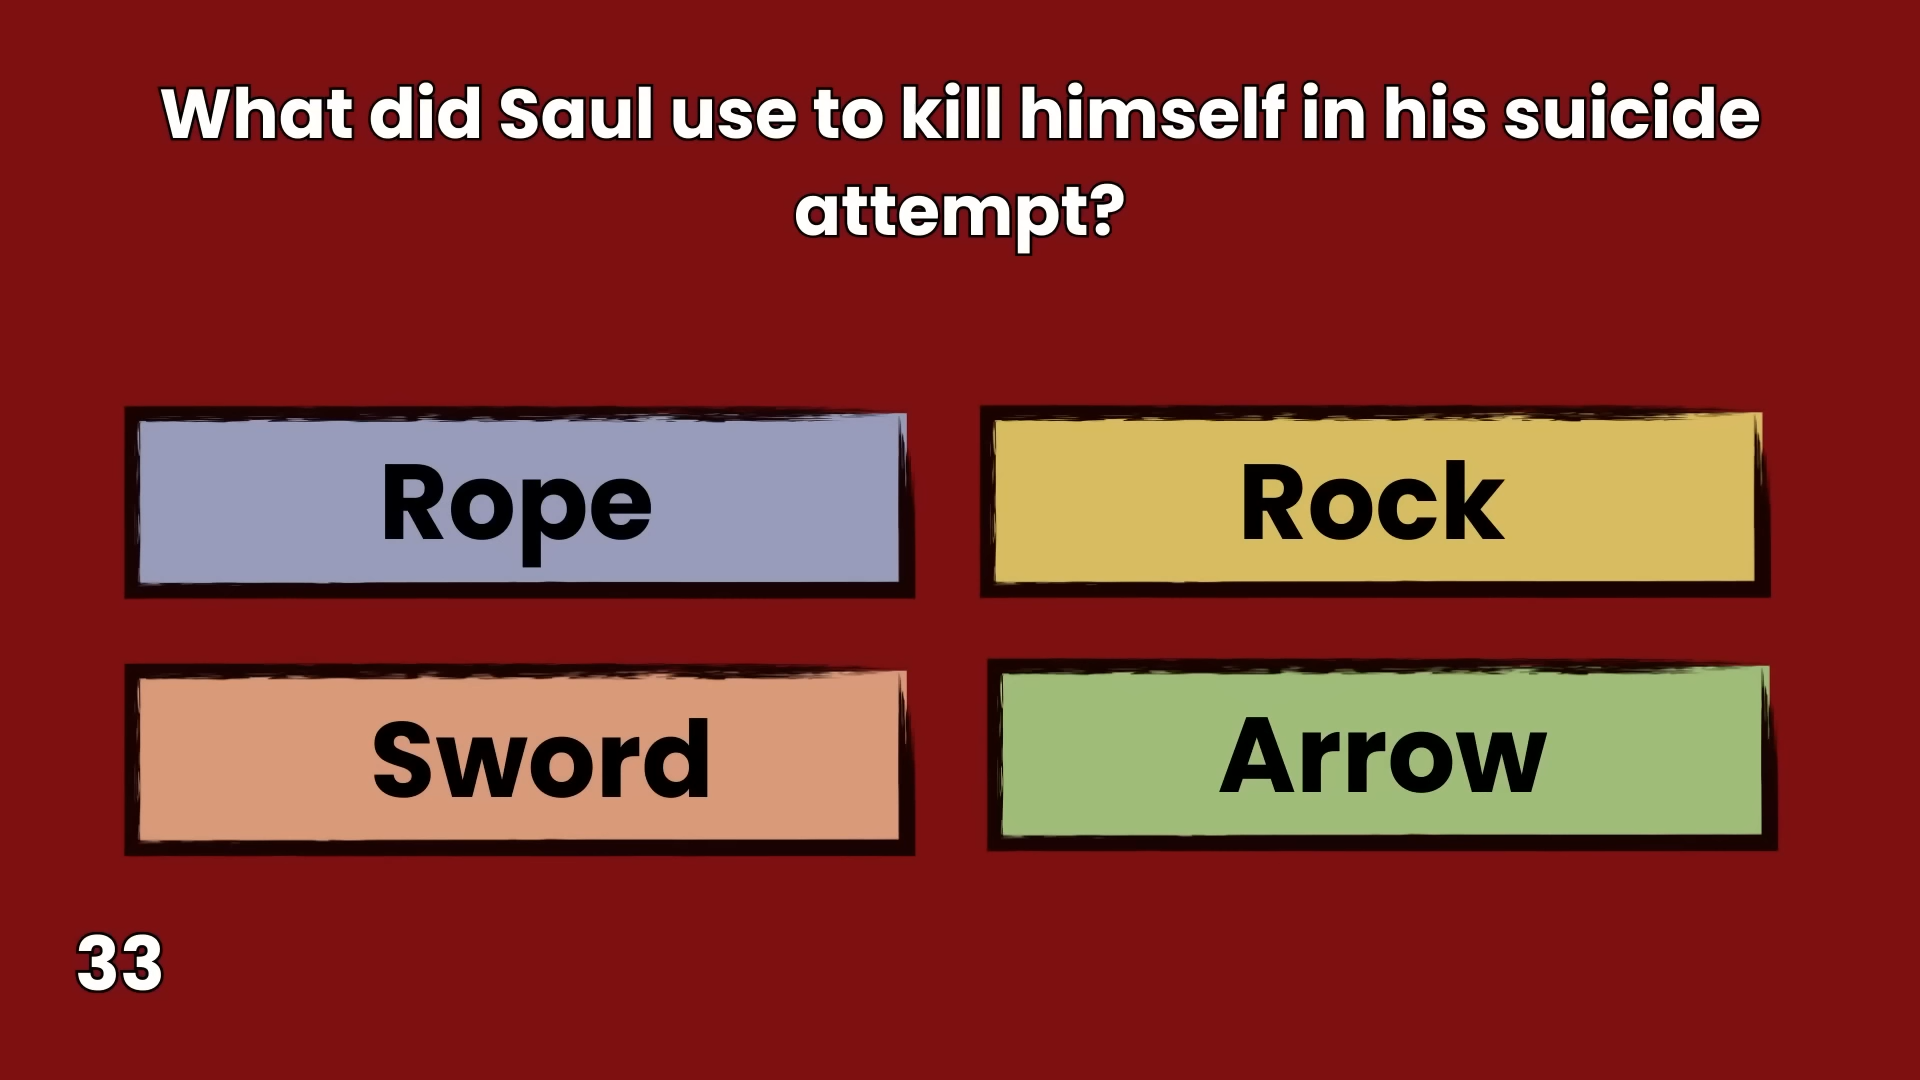 What did Saul use to kill himself in his suicide
attempt?
Rope
Rock
Sword
Arrow
33